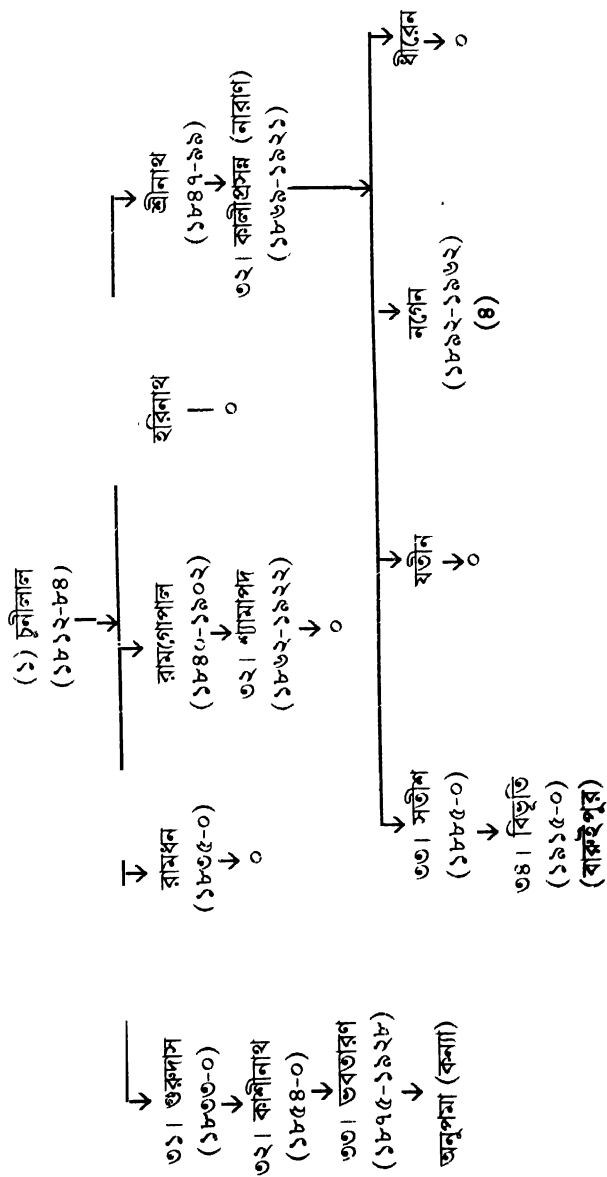 (১) চূনীলাল
(১৮১২-৮৪)
৩১। গুরুদাস
(১৮৩৩-০)
৩২। কাশীনাথ
(১৮৫৪-০)
৩৩। ভবতারণ
(১৮৭৫-১৯২৮)
অনুপমা (কন্যা)
রামধন
(১৮৩৫-০)
০
রামগোপাল
(১৮৪০-১৯০২)
৩২। শ্যামাপদ
(১৮৬২-১৯২২)
০
হরিনাথ
০
শ্রীনাথ
(১৮৪৭-৯৯)
৩২। কালীপ্রসন্ন (নারাণ)
(১৮৬৯-১৯২১)
৩৩। সতীশ
(১৮৮৫-০)
৩৪। বিভূতি
(১৯১৫-০)
(বারুইপুর)
যতীন
০
নগেন
(১৮৯২-১৯৬২)
(৪)
ধীরেন
০